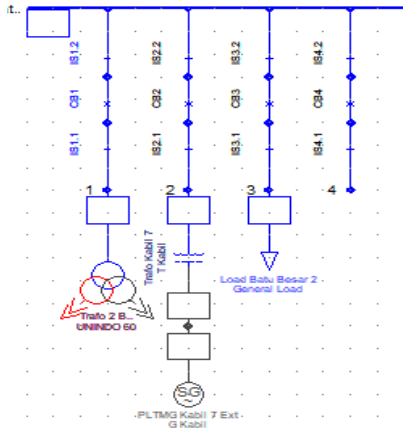 t..
IS1.2
IS2.2
IS3.2
IS4.2
CB1
CB2
CB3
CB4
IS1.1
IS2.1
IS3.1
IS4.1
1
2
3
4
Trafo Kabil 7
T Kabil
Load Batu Besar 2
General Load
Trafo 2 B...
UNINDO 60
SG
~
PLTMG Kabil 7 Ext
G Kabil